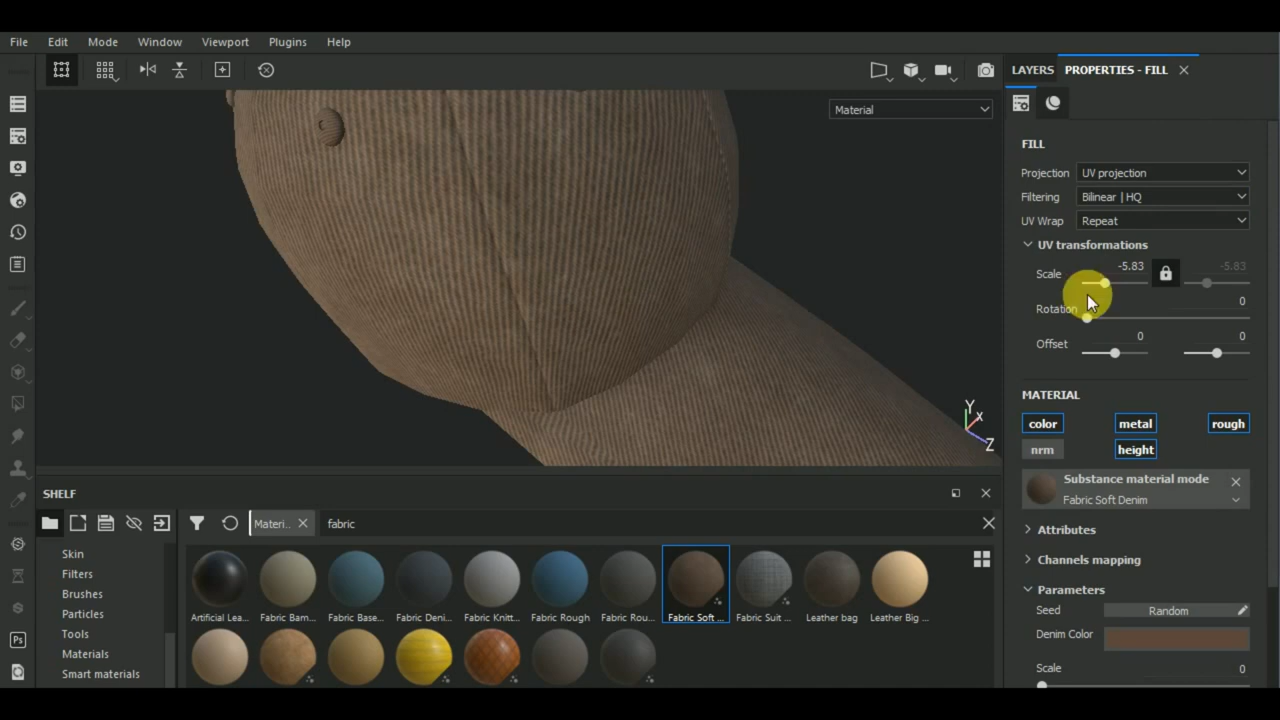 File Edit Mode Window Viewport Plugins Help
LAYERS PROPERTIES - FILL
Material
FILL
Projection UV projection
Filtering Bilinear | HQ
UV Wrap Repeat
UV transformations
Scale -5.83 -5.83
Rotation 0
Offset 0 0
MATERIAL
color metal rough
nrm height
Substance material mode
Fabric Soft Denim
Attributes
Channels mapping
Parameters
Seed Random
Denim Color
Scale 0
Y
X
Z
SHELF
Materi.. fabric
Skin
Filters
Brushes
Particles
Tools
Materials
Smart materials
Artificial Lea... Fabric Bam... Fabric Base... Fabric Deni... Fabric Knitt... Fabric Rough Fabric Rou... Fabric Soft ... Fabric Suit ... Leather bag Leather Big ...
Ps